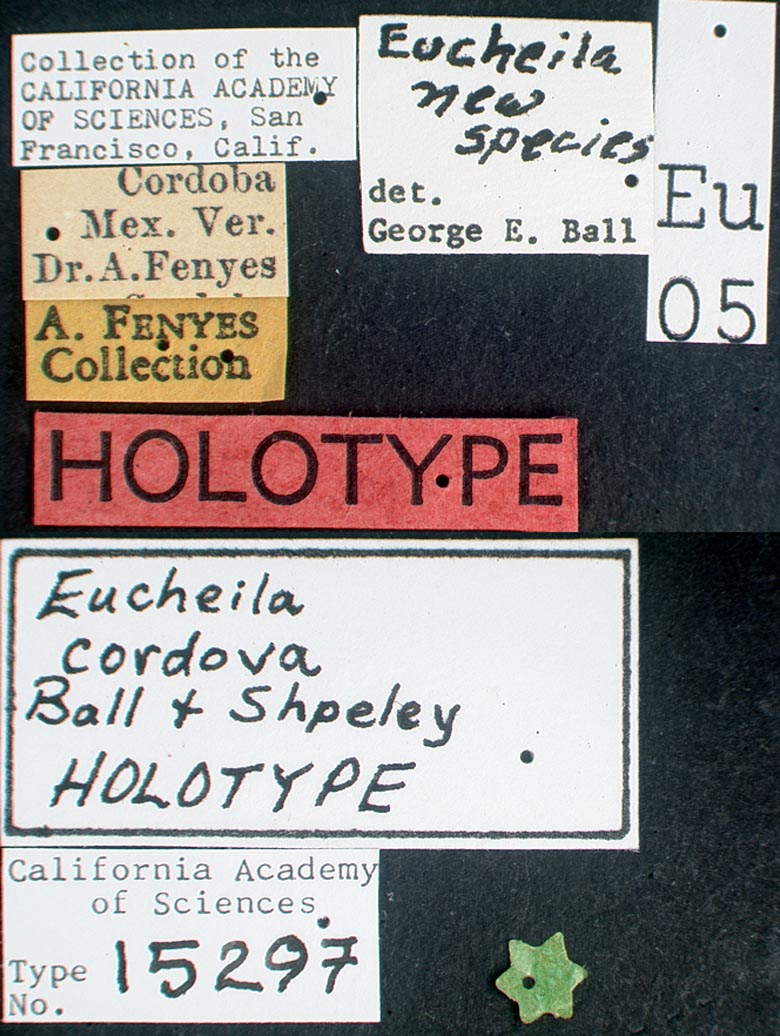 Collection of the
CALIFORNIA ACADEMY
OF SCIENCES, San
Francisco, Calif.
Eucheila
new
species
det.
George E. Ball
Eu
05
Cordoba
Mex. Ver.
Dr.A.Fenyes
A. FENYES
Collection
HOLOTYPE
Eucheila
cordova
Ball & Shpeley
HOLOTYPE
California Academy
of Sciences
Type
No. 15297